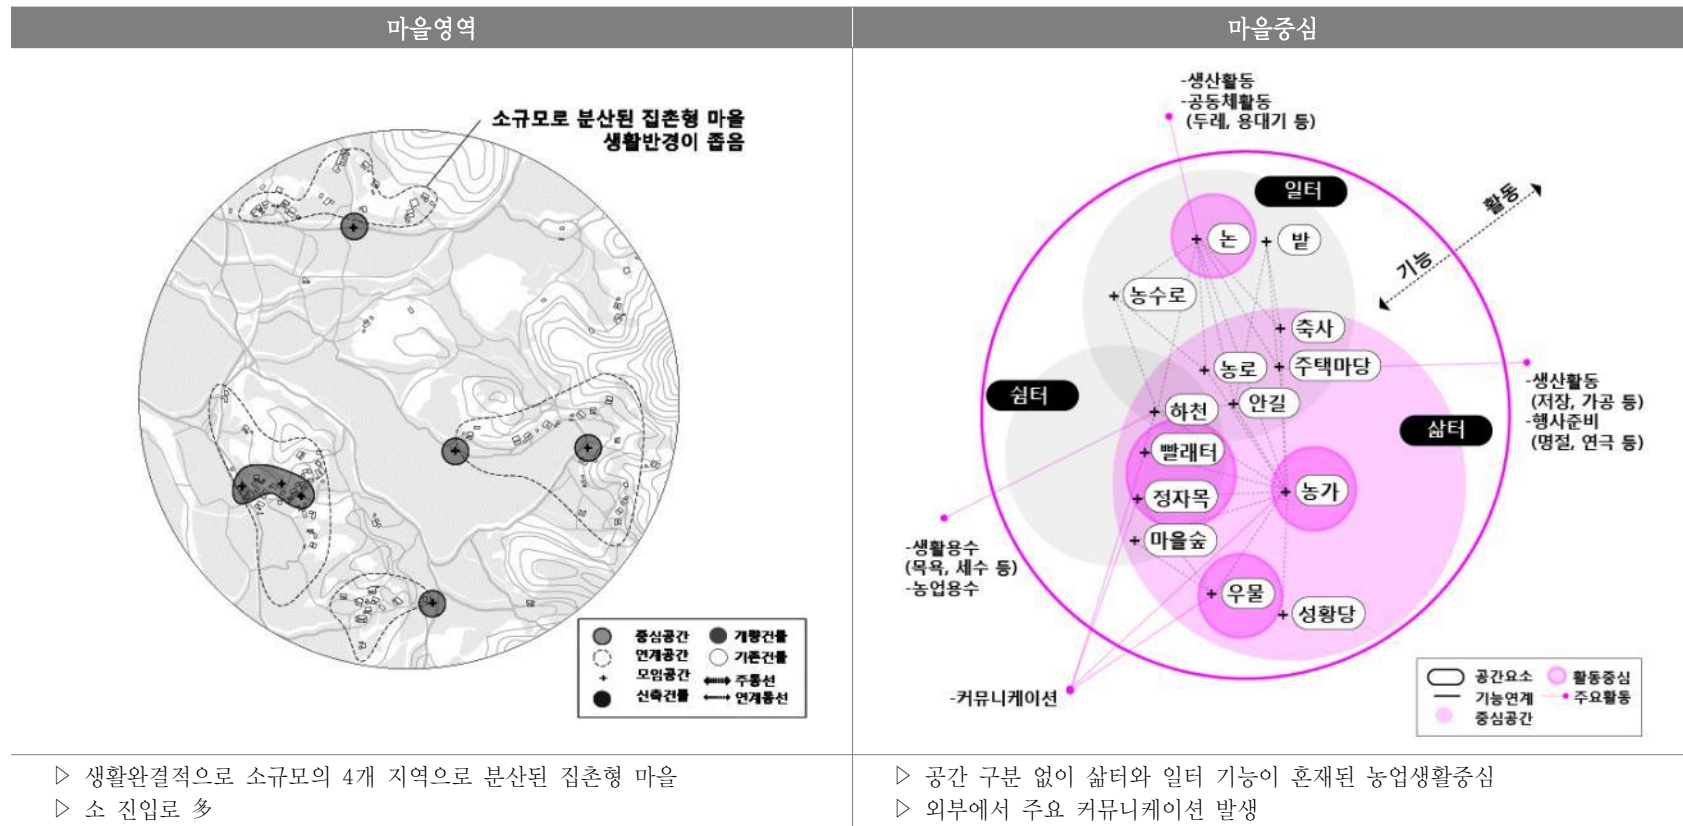 마을영역
마을중심
소규모로 분산된 집촌형 마을
생활반경이 좁음
중심공간
개량건물
연계공간
기존건물
모임공간
주동선
신축건물
연계동선
-생산활동
-공동체활동
(두레, 용대기 등)
일터
활동
기능
논
밭
농수로
축사
농로
주택마당
쉼터
하천
안길
삶터
-생산활동
(저장, 가공 등)
-행사준비
(명절, 연극 등)
빨래터
정자목
농가
마을숲
-생활용수
(목욕, 세수 등)
-농업용수
우물
성황당
-커뮤니케이션
공간요소
활동중심
기능연계
주요활동
중심공간
▷ 생활완결적으로 소규모의 4개 지역으로 분산된 집촌형 마을
▷ 소 진입로 多
▷ 공간 구분 없이 삶터와 일터 기능이 혼재된 농업생활중심
▷ 외부에서 주요 커뮤니케이션 발생